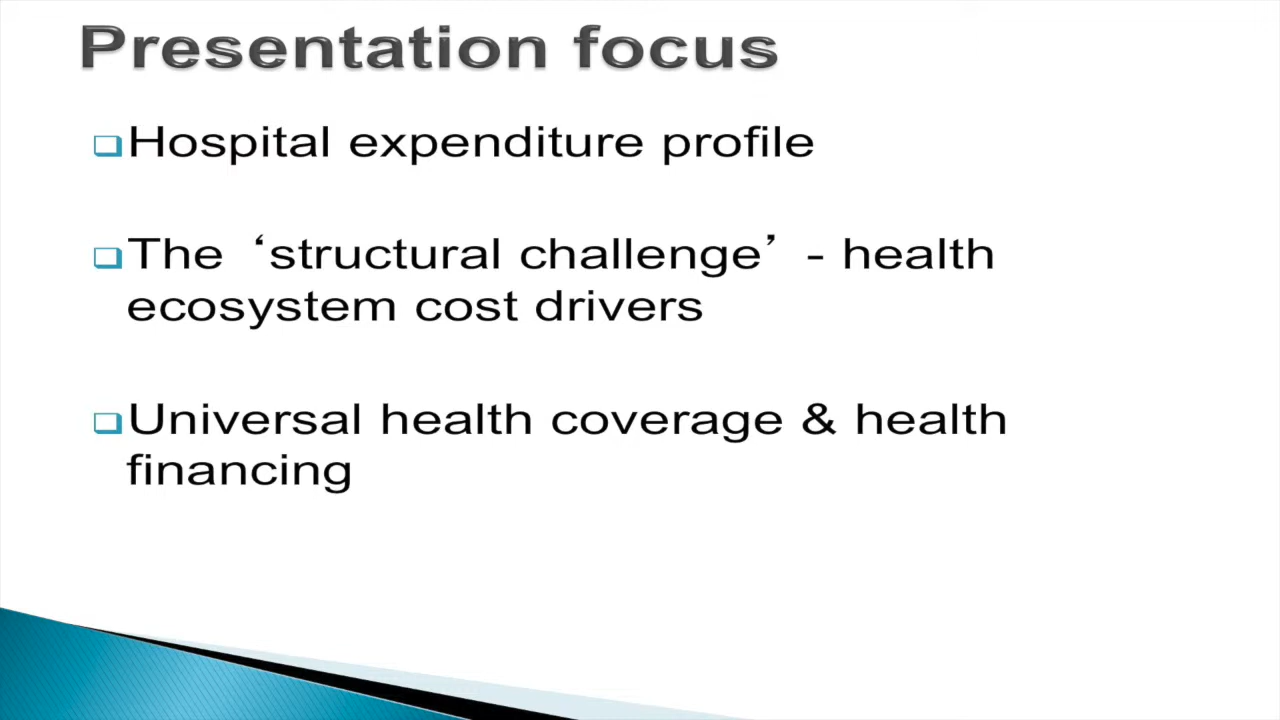 Presentation focus
Hospital expenditure profile
The ‘structural challenge’ - health
ecosystem cost drivers
Universal health coverage & health
financing